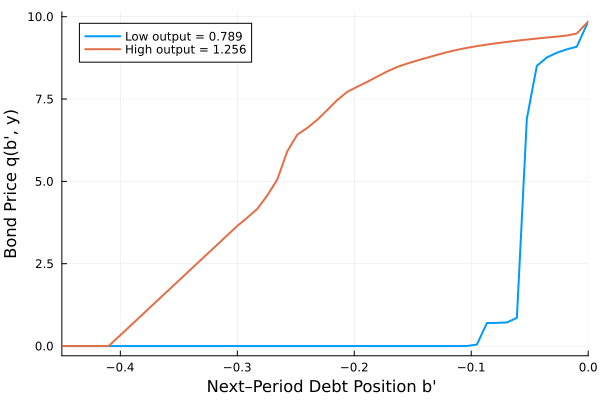 Low output = 0.789
High output = 1.256
Bond Price q(b', y)
10.0
7.5
5.0
2.5
0.0
−0.4 −0.3 −0.2 −0.1 0.0
Next–Period Debt Position b'